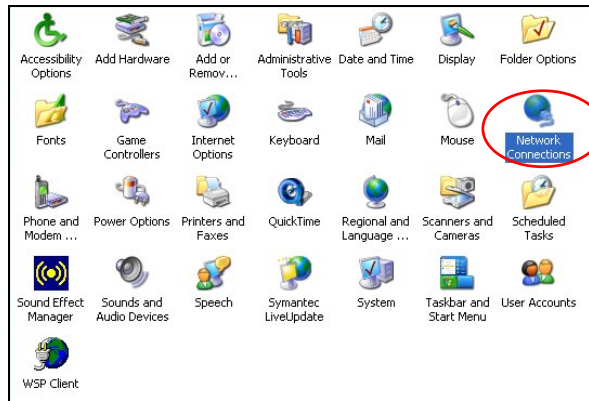 Accessibility Options
Add Hardware
Add or Remov...
Administrative Tools
Date and Time
Display
Folder Options
Fonts
Game Controllers
Internet Options
Keyboard
Mail
Mouse
Network Connections
Phone and Modem ...
Power Options
Printers and Faxes
QuickTime
Regional and Language ...
Scanners and Cameras
Scheduled Tasks
Sound Effect Manager
Sounds and Audio Devices
Speech
Symantec LiveUpdate
System
Taskbar and Start Menu
User Accounts
WSP Client